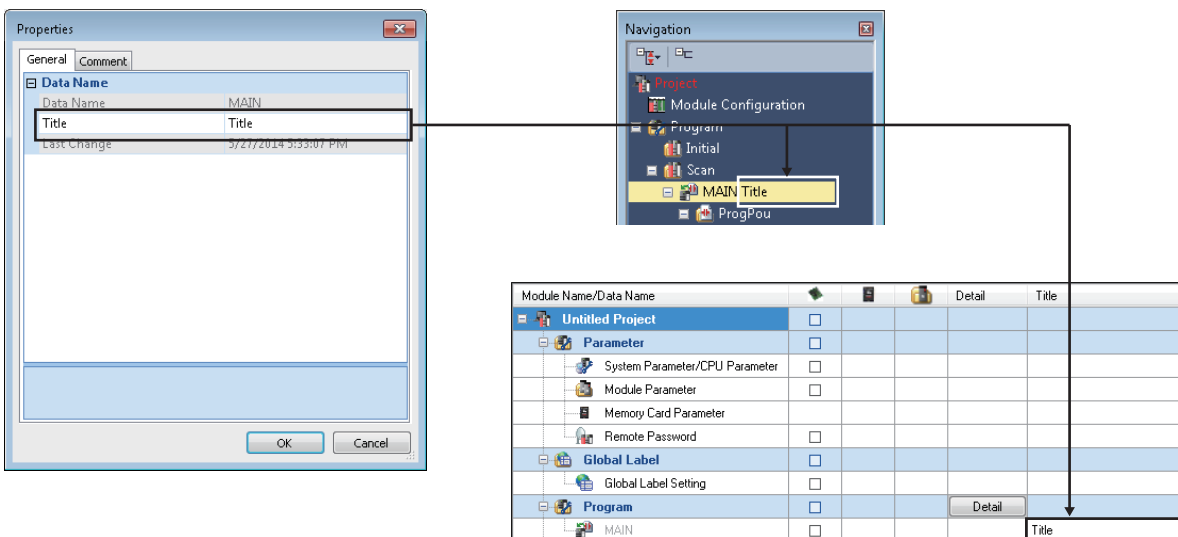 Properties
General Comment
Data Name
Data Name MAIN
Title Title
Last Change 5/27/2014 5:33:07 PM
OK Cancel
Navigation
Project
Module Configuration
Program
Initial
Scan
MAIN Title
ProgPou
Module Name/Data Name Detail Title
Untitled Project
Parameter
System Parameter/CPU Parameter
Module Parameter
Memory Card Parameter
Remote Password
Global Label
Global Label Setting
Program Detail
MAIN Title